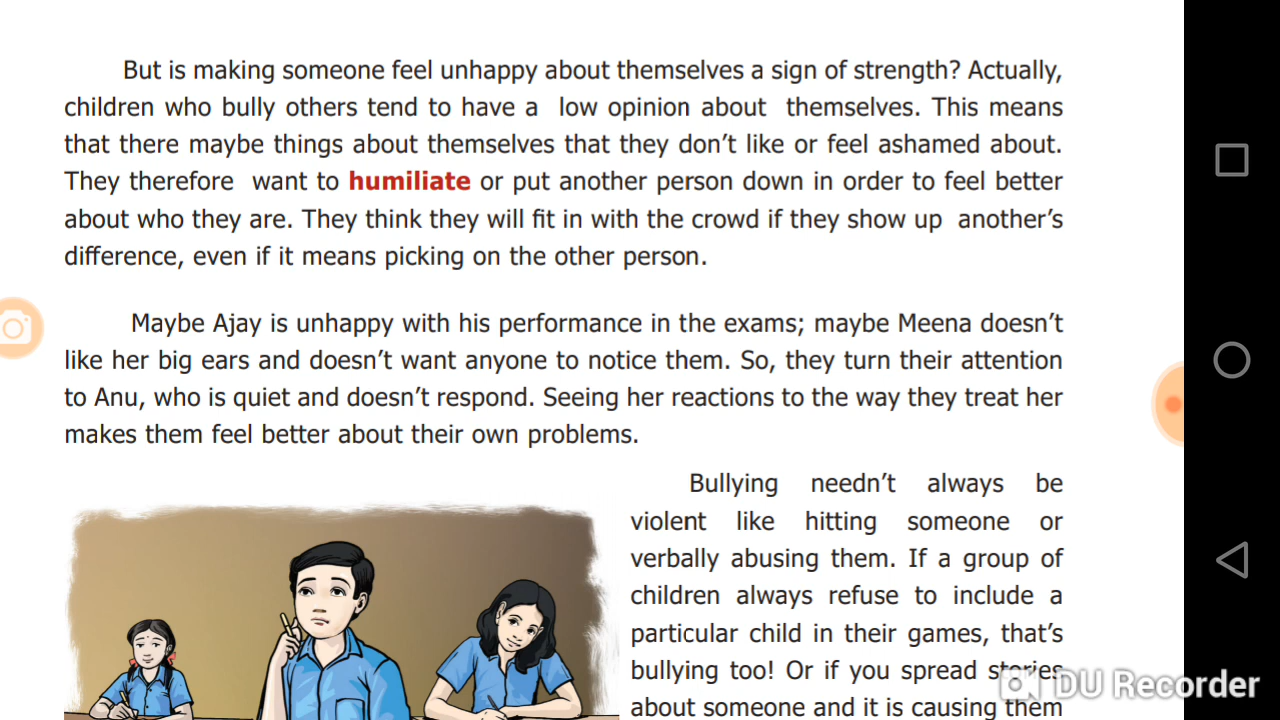 But is making someone feel unhappy about themselves a sign of strength? Actually,
children who bully others tend to have a low opinion about themselves. This means
that there maybe things about themselves that they don't like or feel ashamed about.
They therefore want to humiliate or put another person down in order to feel better
about who they are. They think they will fit in with the crowd if they show up another's
difference, even if it means picking on the other person.
Maybe Ajay is unhappy with his performance in the exams; maybe Meena doesn't
like her big ears and doesn't want anyone to notice them. So, they turn their attention
to Anu, who is quiet and doesn't respond. Seeing her reactions to the way they treat her
makes them feel better about their own problems.
Bullying needn't always be
violent like hitting someone or
verbally abusing them. If a group of
children always refuse to include a
particular child in their games, that's
bullying too! Or if you spread stories
about someone and it is causing them
DU Recorder